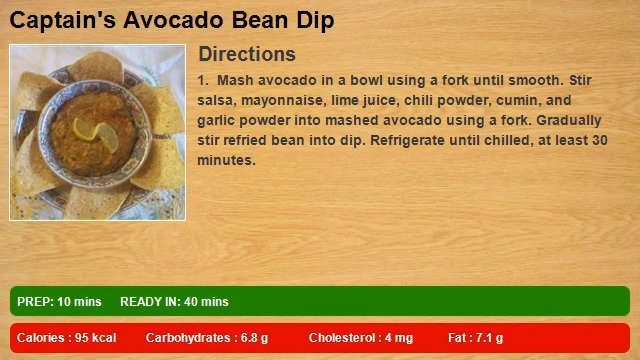 Captain's Avocado Bean Dip
Directions
1.  Mash avocado in a bowl using a fork until smooth. Stir
salsa, mayonnaise, lime juice, chili powder, cumin, and
garlic powder into mashed avocado using a fork. Gradually
stir refried bean into dip. Refrigerate until chilled, at least 30
minutes.
PREP: 10 mins READY IN: 40 mins
Calories : 95 kcal Carbohydrates : 6.8 g Cholesterol : 4 mg Fat : 7.1 g